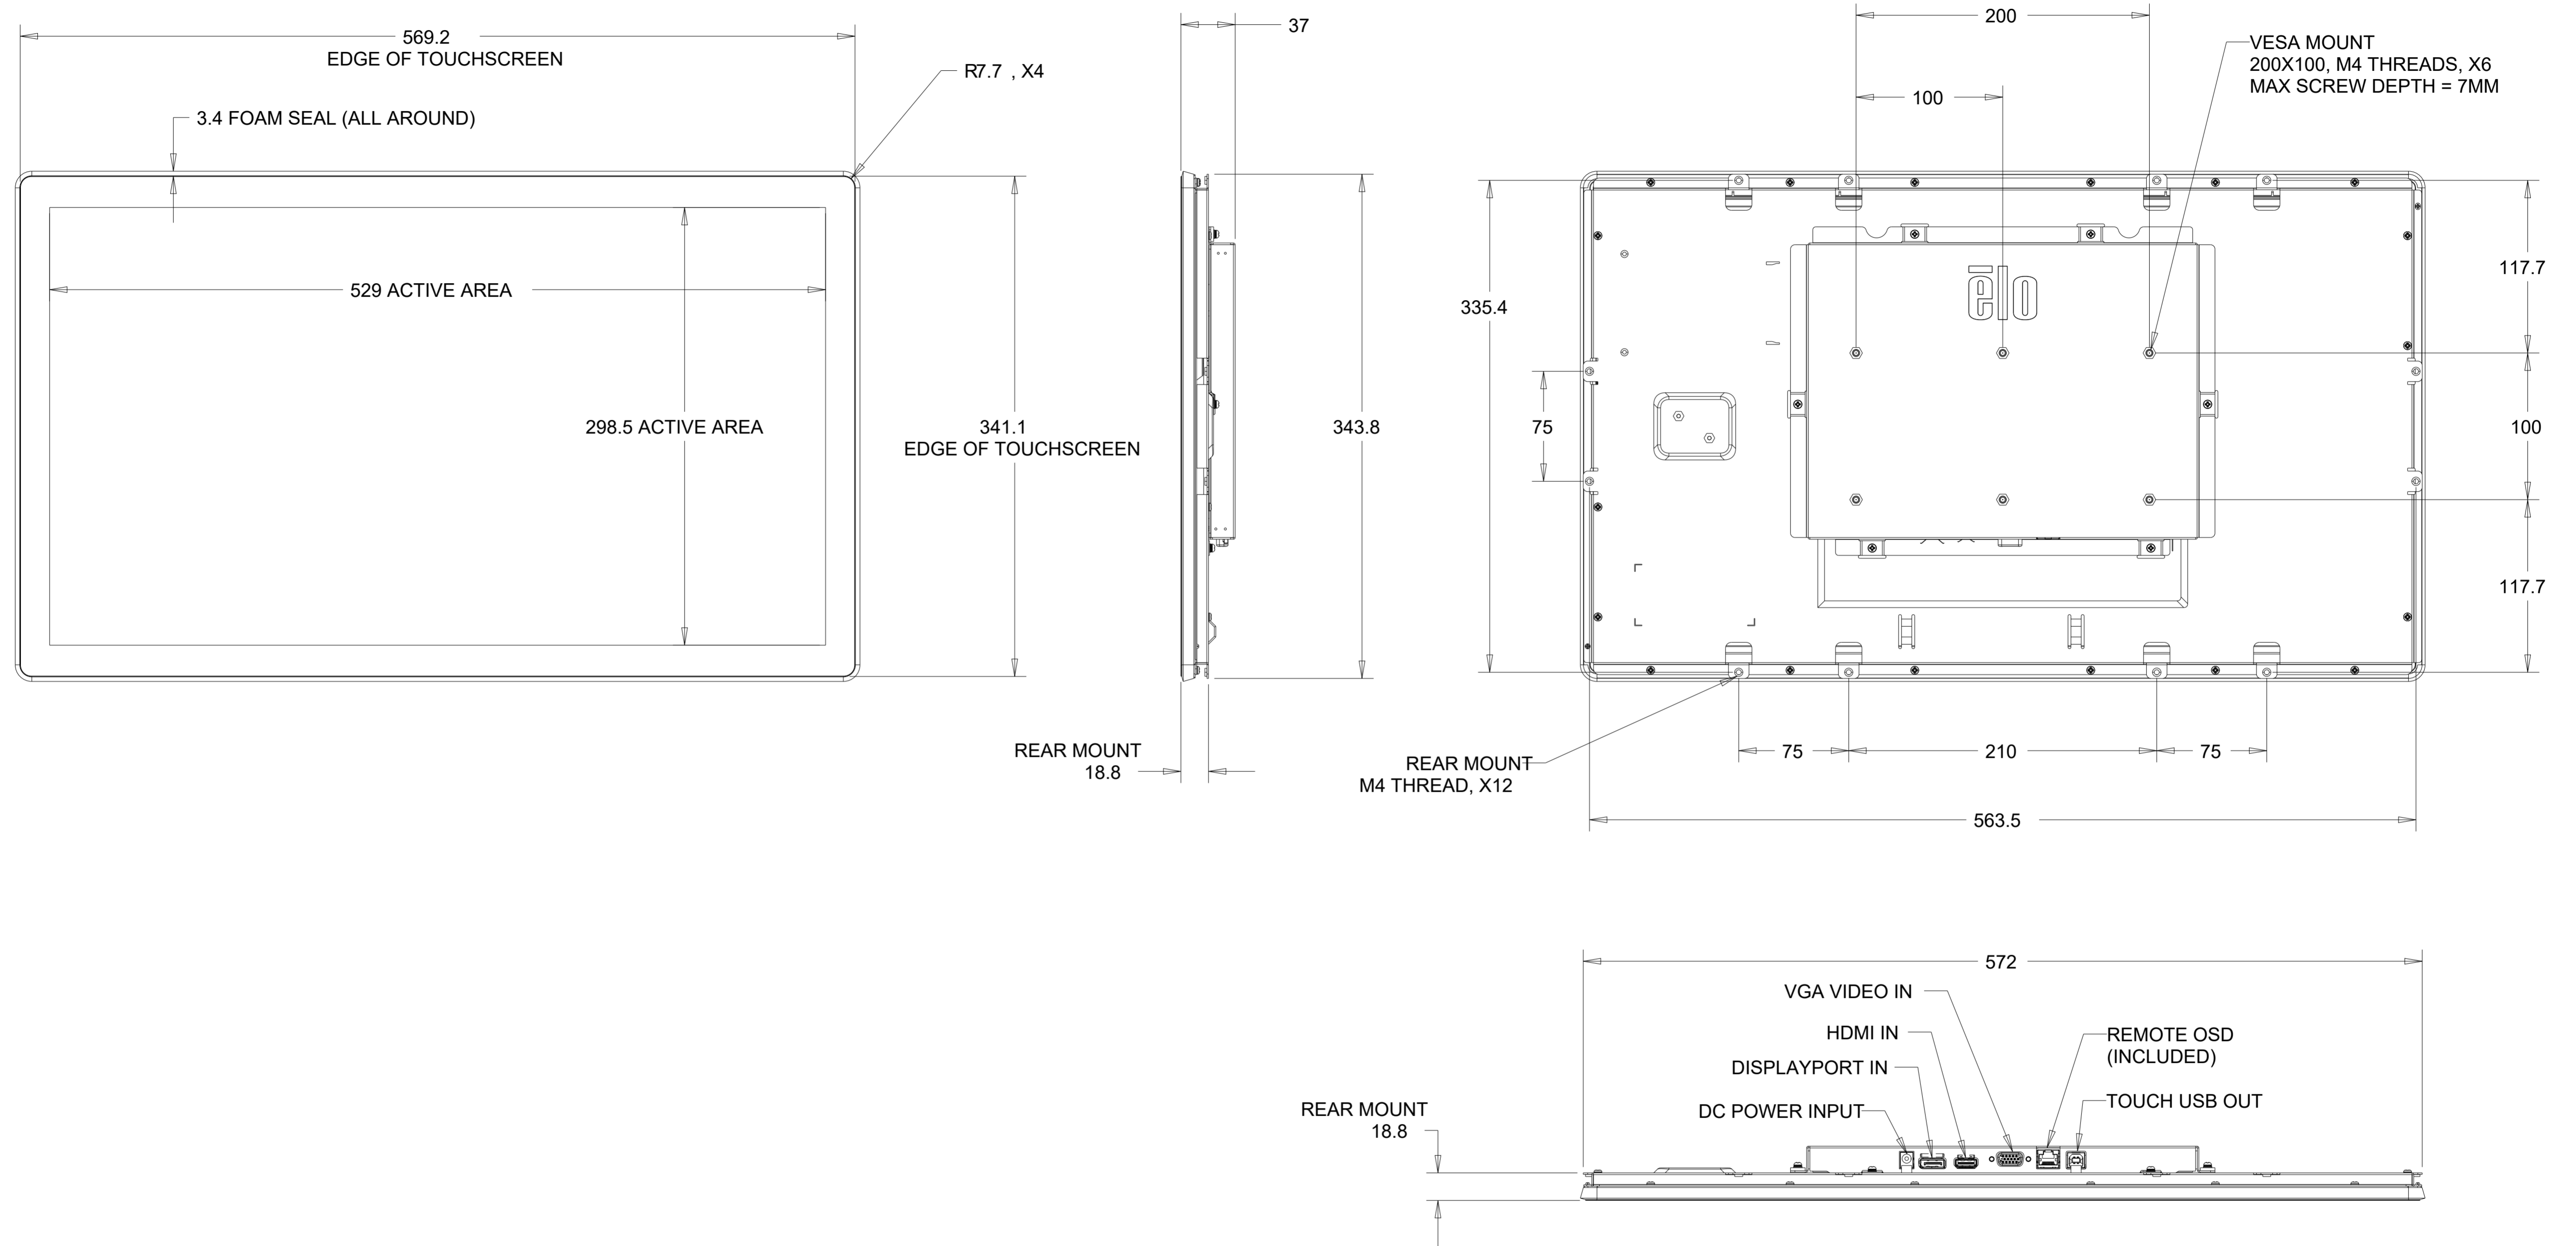 569.2
EDGE OF TOUCHSCREEN
3.4 FOAM SEAL (ALL AROUND)
R7.7 , X4
529 ACTIVE AREA
298.5 ACTIVE AREA
341.1
EDGE OF TOUCHSCREEN
37
343.8
REAR MOUNT
18.8
200
100
VESA MOUNT
200X100, M4 THREADS, X6
MAX SCREW DEPTH = 7MM
335.4
75
elo
117.7
100
117.7
REAR MOUNT
M4 THREAD, X12
75
210
75
563.5
572
VGA VIDEO IN
HDMI IN
DISPLAYPORT IN
DC POWER INPUT
REMOTE OSD
(INCLUDED)
TOUCH USB OUT
REAR MOUNT
18.8